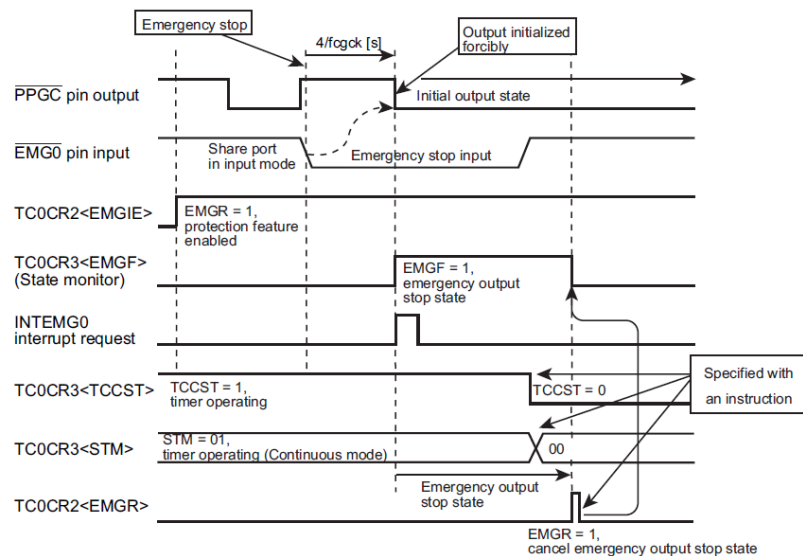 Emergency stop
4/fcgck [s]
Output initialized
forcibly
PPGC pin output
Initial output state
EMG0 pin input
Share port
in input mode
Emergency stop input
TC0CR2<EMGIE>
EMGR = 1,
protection feature
enabled
TC0CR3<EMGF>
(State monitor)
EMGF = 1,
emergency output
stop state
INTEMG0
interrupt request
TC0CR3<TCCST>
TCCST = 1,
timer operating
TCCST = 0
Specified with
an instruction
TC0CR3<STM>
STM = 01,
timer operating (Continuous mode)
00
Emergency output
stop state
TC0CR2<EMGR>
EMGR = 1,
cancel emergency output stop state